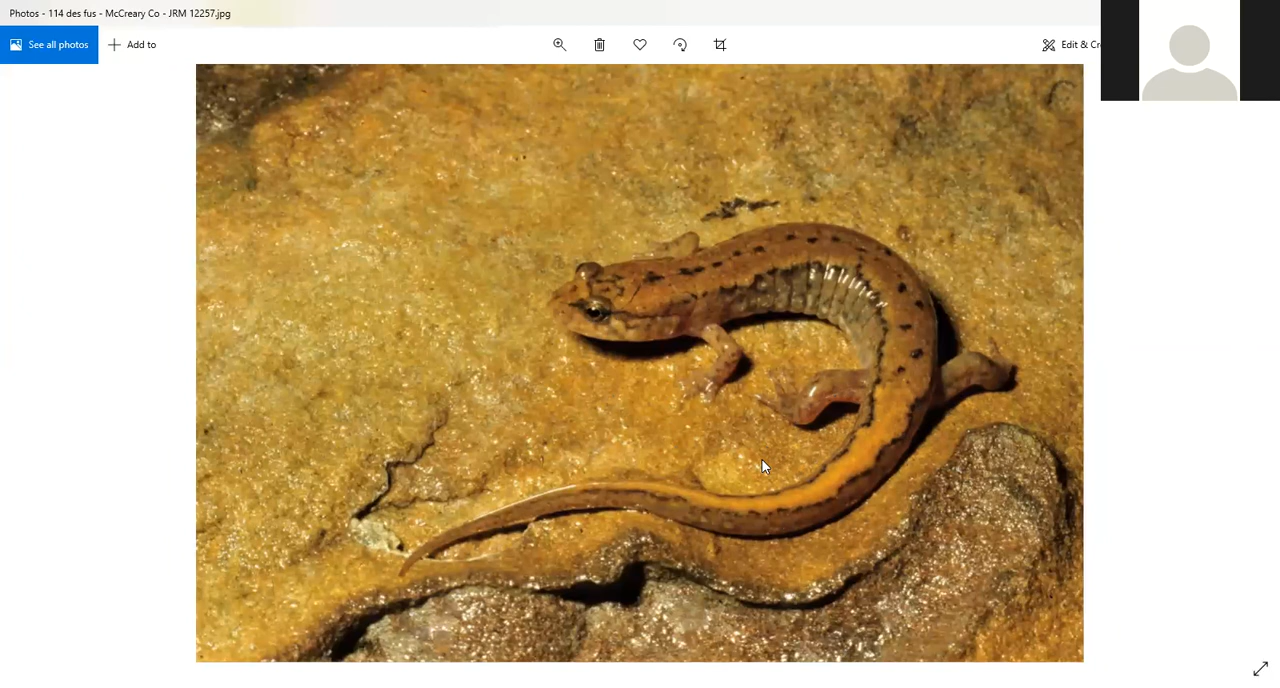 Photos - 114 des fus - McCreary Co - JRM 12257.jpg
See all photos
Add to
Edit & Cr